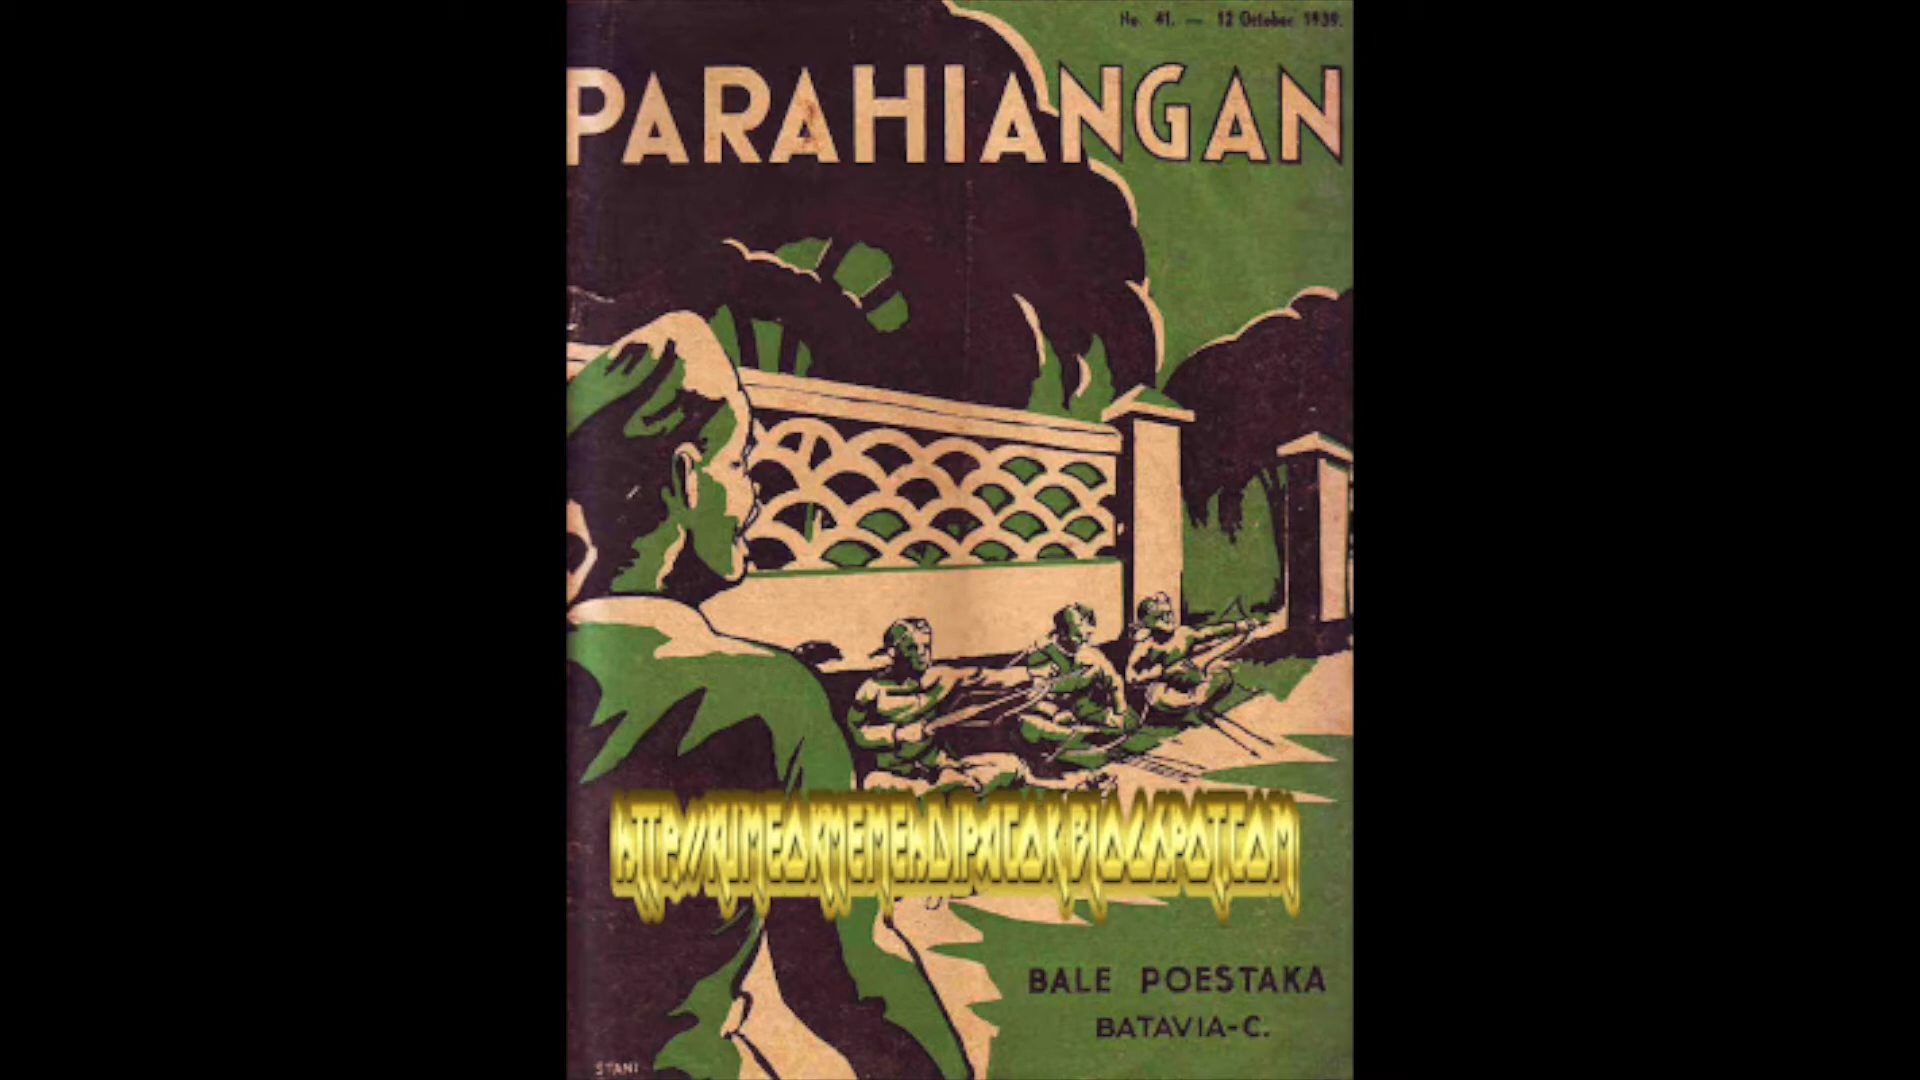 No. 41. — 12 October 1939.
PARAHIANGAN
BALE POESTAKA
BATAVIA-C.
STANI